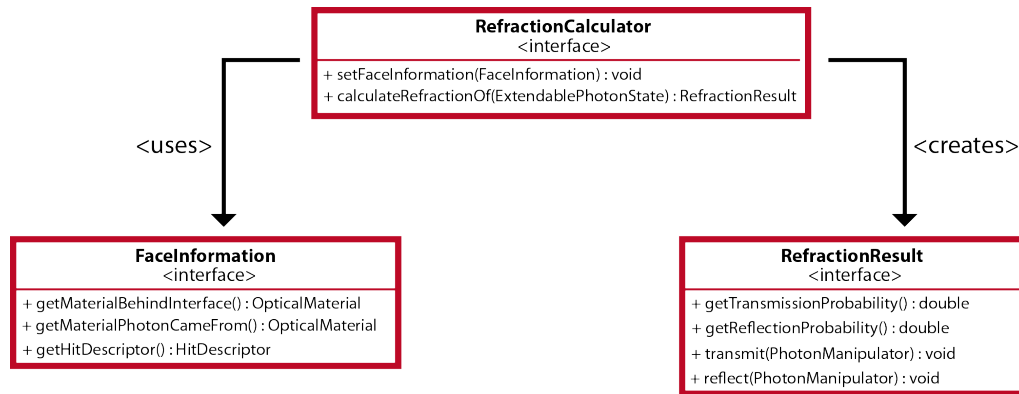 RefractionCalculator
<interface>
+ setFaceInformation(FaceInformation) : void
+ calculateRefractionOf(ExtendablePhotonState) : RefractionResult
<uses>
<creates>
FaceInformation
<interface>
+ getMaterialBehindInterface() : OpticalMaterial
+ getMaterialPhotonCameFrom() : OpticalMaterial
+ getHitDescriptor() : HitDescriptor
RefractionResult
<interface>
+ getTransmissionProbability() : double
+ getReflectionProbability() : double
+ transmit(PhotonManipulator) : void
+ reflect(PhotonManipulator) : void